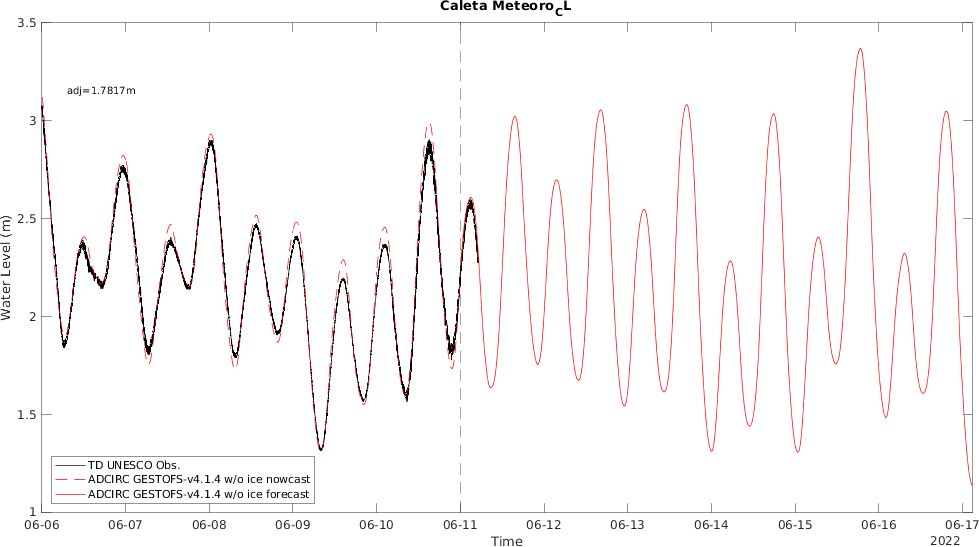 Caleta Meteoro_CL
adj=1.7817m
Water Level (m)
3.5
3
2.5
2
1.5
1
TD UNESCO Obs.
ADCIRC GESTOFS-v4.1.4 w/o ice nowcast
ADCIRC GESTOFS-v4.1.4 w/o ice forecast
06-06 06-07 06-08 06-09 06-10 06-11 06-12 06-13 06-14 06-15 06-16 06-17
Time
2022